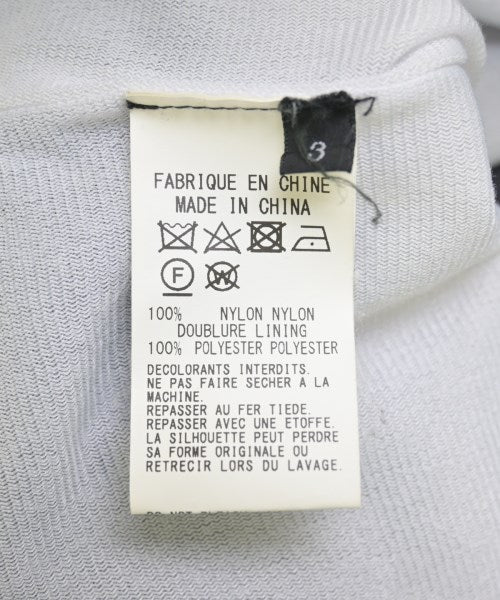 3
FABRIQUE EN CHINE
MADE IN CHINA
F W
100% NYLON NYLON
DOUBLURE LINING
100% POLYESTER POLYESTER
DECOLORANTS INTERDITS.
NE PAS FAIRE SECHER A LA
MACHINE.
REPASSER AU FER TIEDE.
REPASSER AVEC UNE ETOFFE.
LA SILHOUETTE PEUT PERDRE
SA FORME ORIGINALE OU
RETRECIR LORS DU LAVAGE.
DO NOT